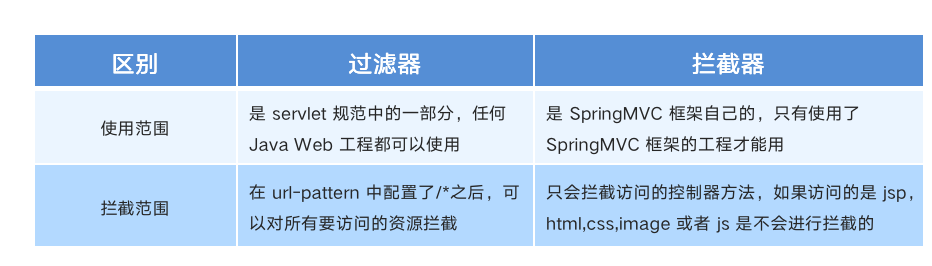 区别 过滤器 拦截器
使用范围
是 servlet 规范中的一部分，任何
Java Web 工程都可以使用
是 SpringMVC 框架自己的，只有使用了
SpringMVC 框架的工程才能用
拦截范围
在 url-pattern 中配置了/*之后，可
以对所有要访问的资源拦截
只会拦截访问的控制器方法，如果访问的是 jsp，
html,css,image 或者 js 是不会进行拦截的